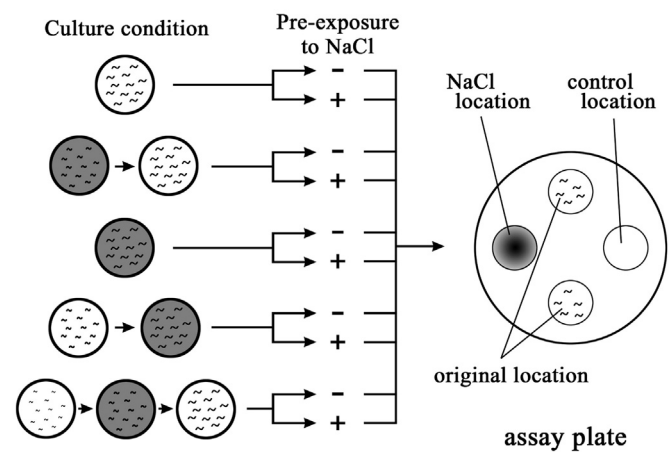 Culture condition
Pre-exposure
to NaCl
-
+
-
+
-
+
-
+
-
+
NaCl
location
control
location
original location
assay plate